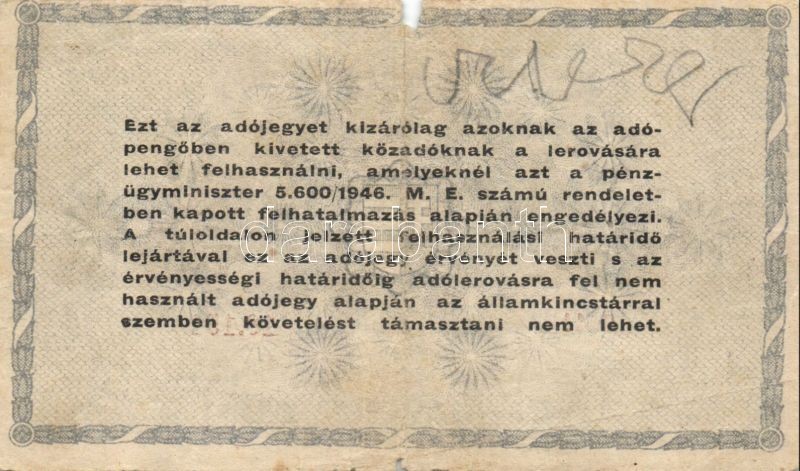 Ezt az adójegyet kizárólag azoknak az adó-
pengőben kivetett közadóknak a lerovására
lehet felhasználni, amelyeknél azt a pénz-
ügyminiszter 5.600/1946. M. E. számú rendelet-
ben kapott felhatalmazás alapján engedélyezi.
A túloldalon jelzett felhasználási határidő
lejártával ez az adójegy érvényét veszti s az
érvényességi határidőig adólerovásra fel nem
használt adójegy alapján az államkincstárral
szemben követelést támasztani nem lehet.
darabanth